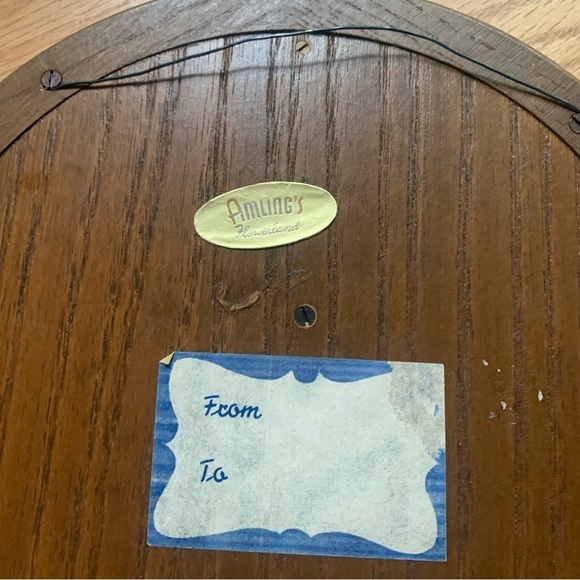 AMLING'S
Flowerland
From
To